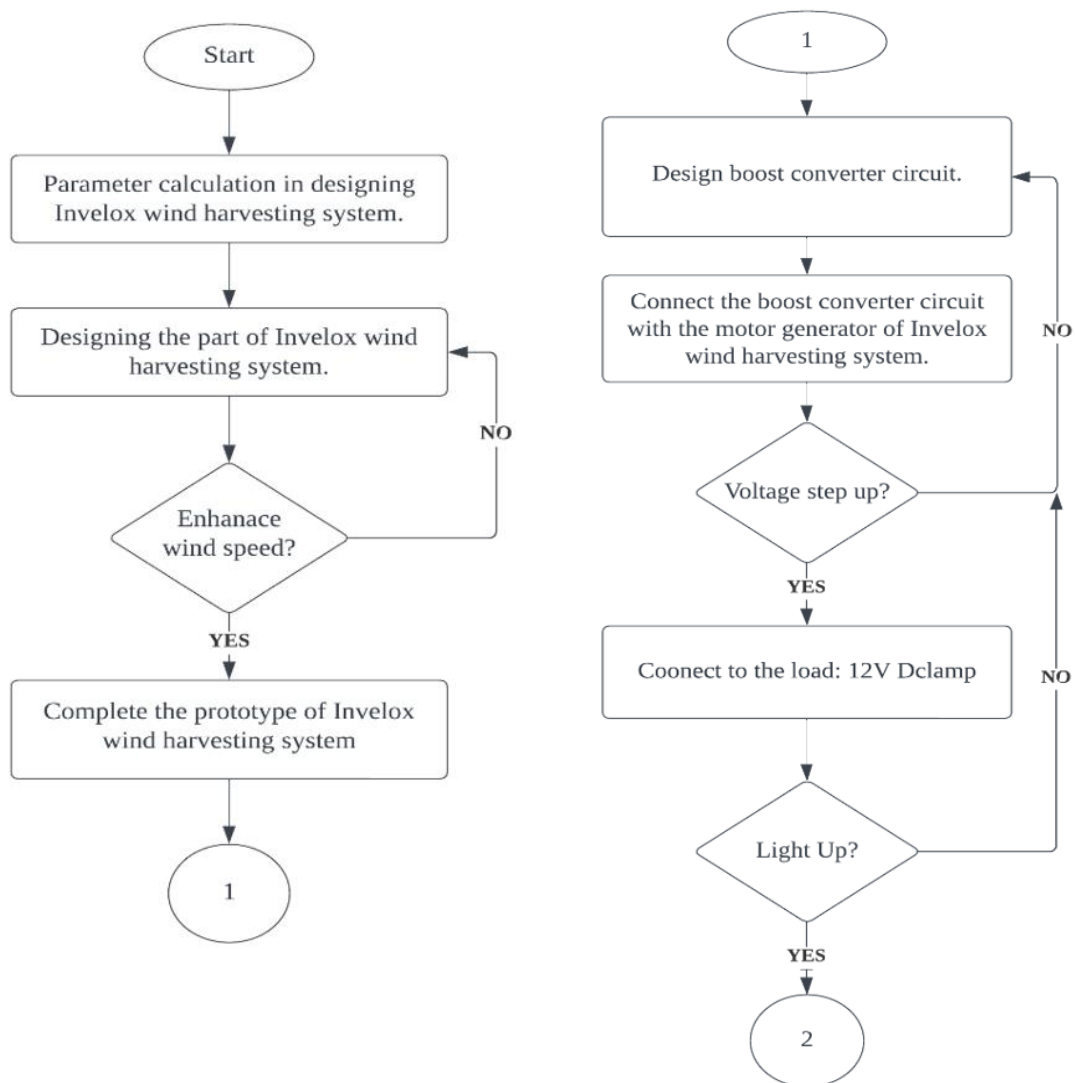 Start
Parameter calculation in designing
Invelox wind harvesting system.
Designing the part of Invelox wind
harvesting system.
NO
Enhanace
wind speed?
YES
Complete the prototype of Invelox
wind harvesting system
1
1
Design boost converter circuit.
Connect the boost converter circuit
with the motor generator of Invelox
wind harvesting system.
NO
Voltage step up?
YES
Coonect to the load: 12V Dclamp
NO
Light Up?
YES
2